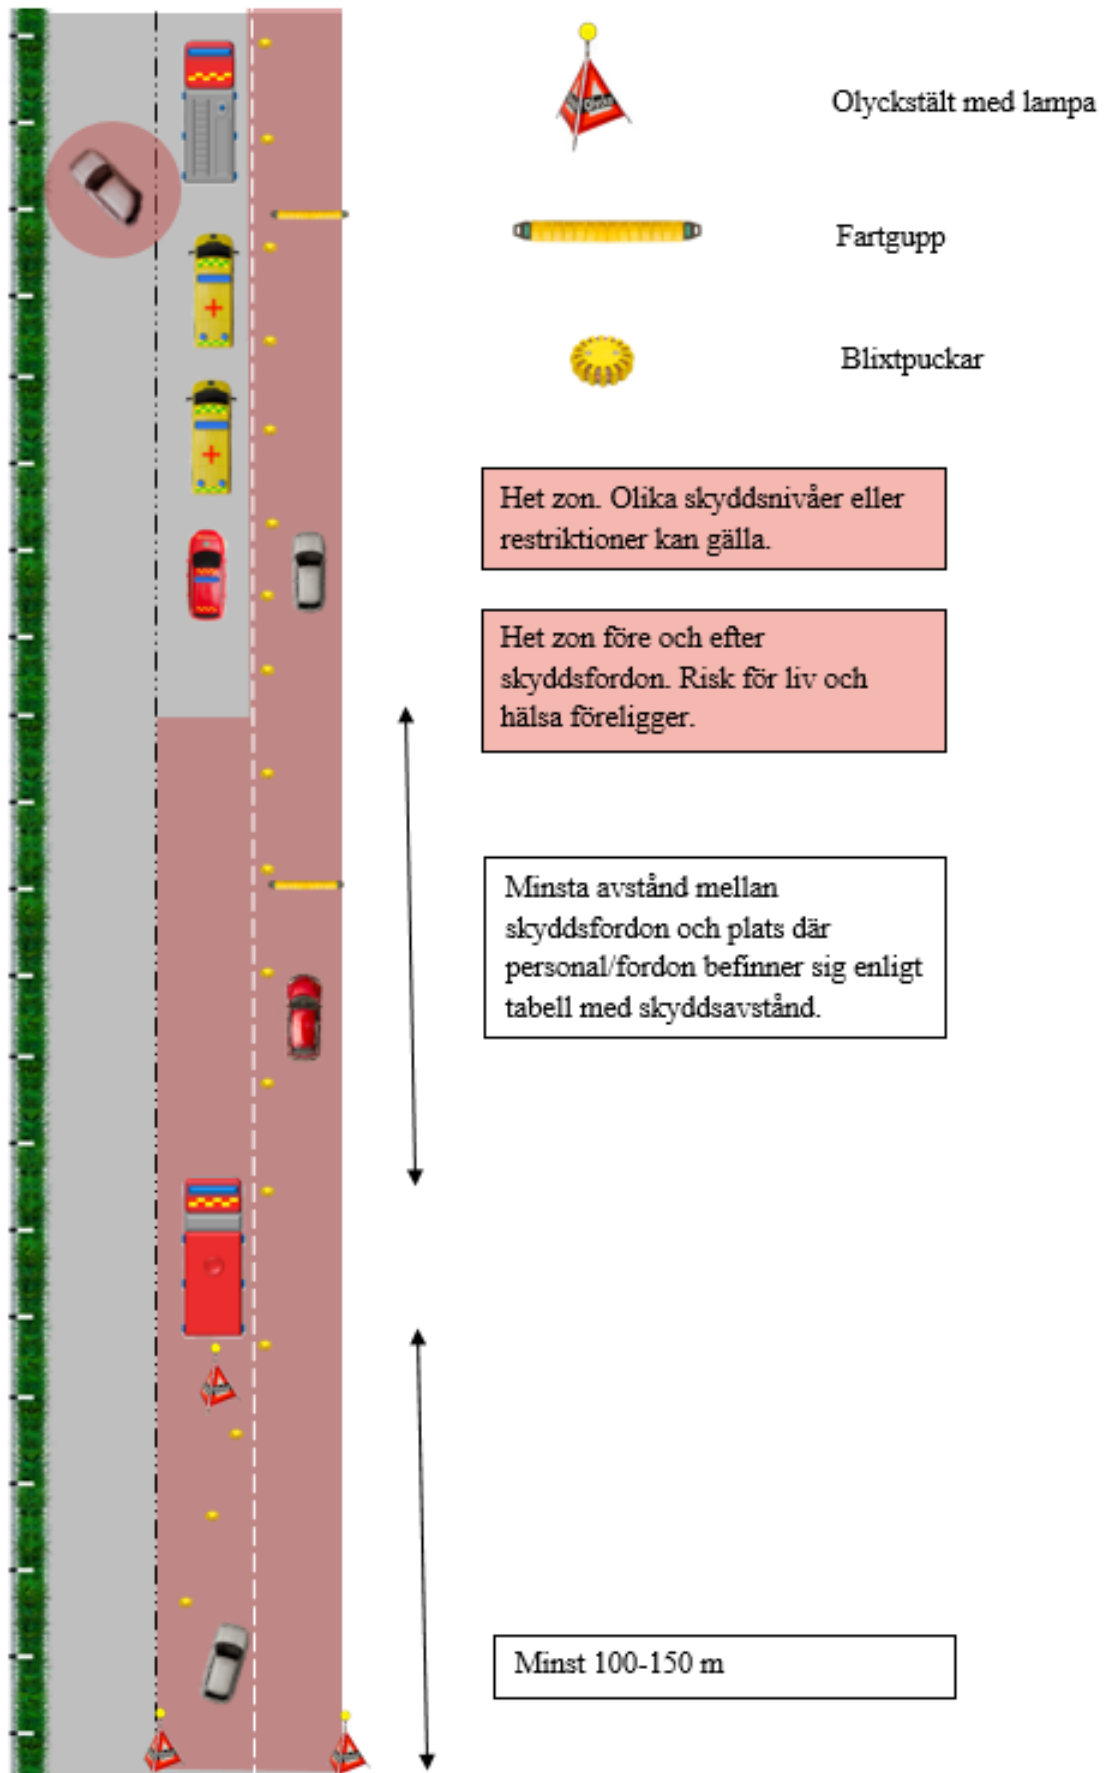 Olyckstält med lampa
Fartgupp
Blixtpuckar
Het zon. Olika skyddsnivåer eller
restriktioner kan gälla.
Het zon före och efter
skyddsfordon. Risk för liv och
hälsa föreligger.
Minsta avstånd mellan
skyddsfordon och plats där
personal/fordon befinner sig enligt
tabell med skyddsavstånd.
Minst 100-150 m